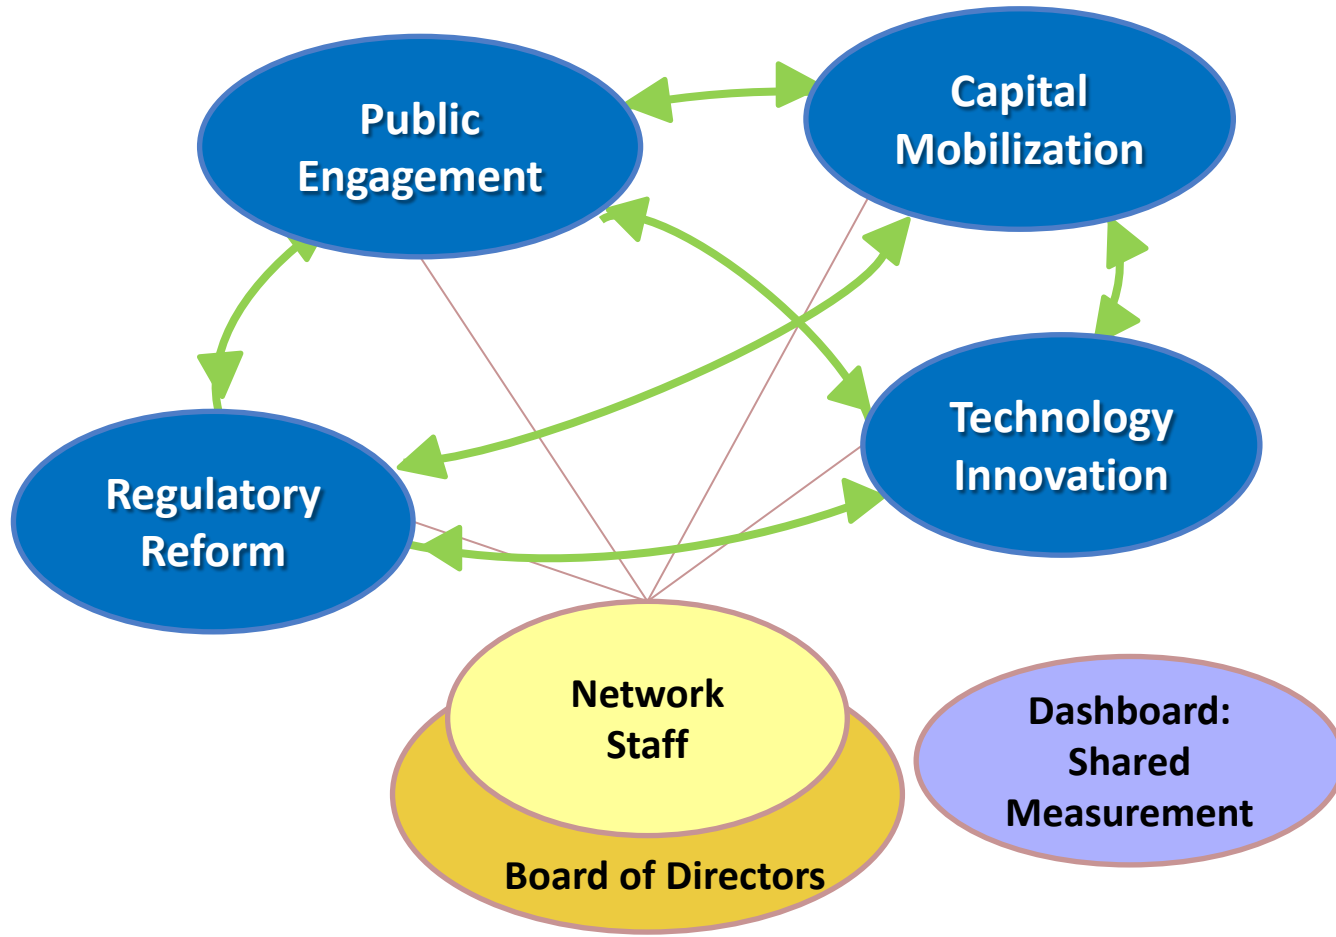 Public
Engagement
Capital
Mobilization
Technology
Innovation
Regulatory
Reform
Network
Staff
Board of Directors
Dashboard:
Shared
Measurement